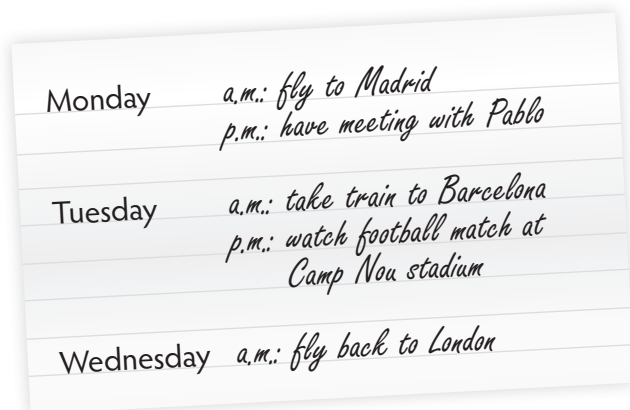 Monday a.m.: fly to Madrid
p.m.: have meeting with Pablo
Tuesday a.m.: take train to Barcelona
p.m.: watch football match at
Camp Nou stadium
Wednesday a.m.: fly back to London